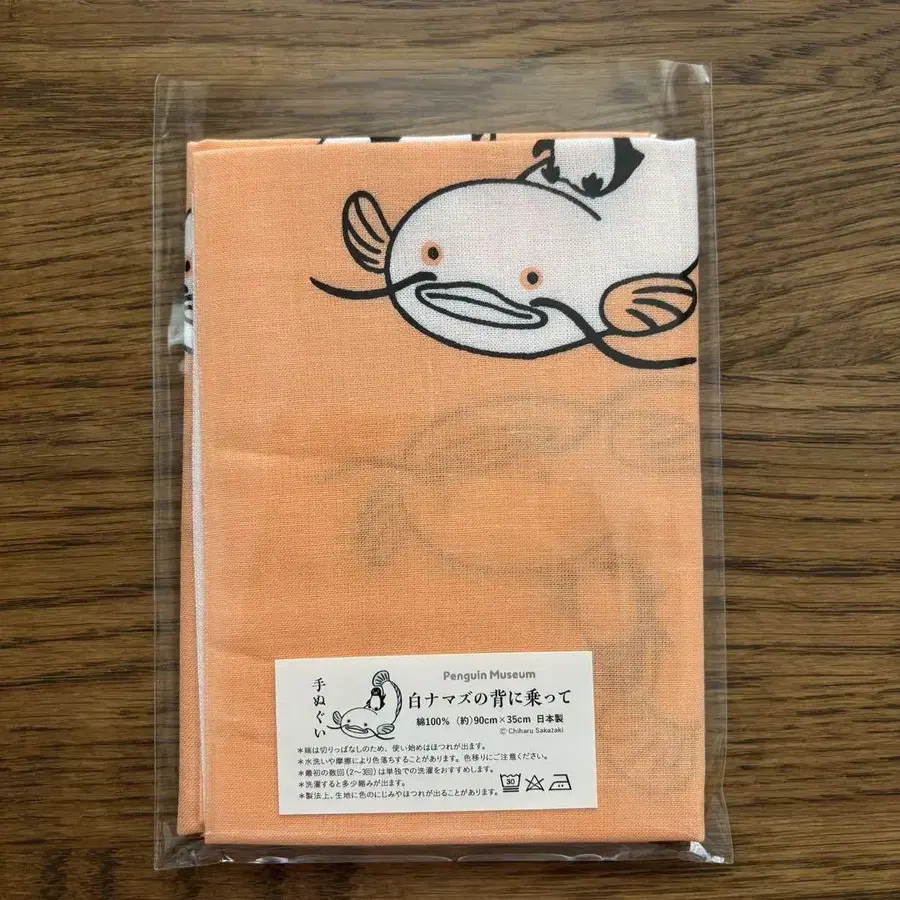 Penguin Museum
手ぬぐい
白ナマズの背に乗って
綿100% (約)90cm×35cm 日本製
© Chiharu Sakazaki
*端は切りっぱなしのため、使い始めはほつれが出ます。
*水洗いや摩擦により色落ちすることがあります。色移りにご注意ください。
*最初の数回(2〜3回)は単独での洗濯をおすすめします。
*洗濯すると多少縮みが出ます。
*製法上、生地に色のにじみやほつれが出ることがあります。
30